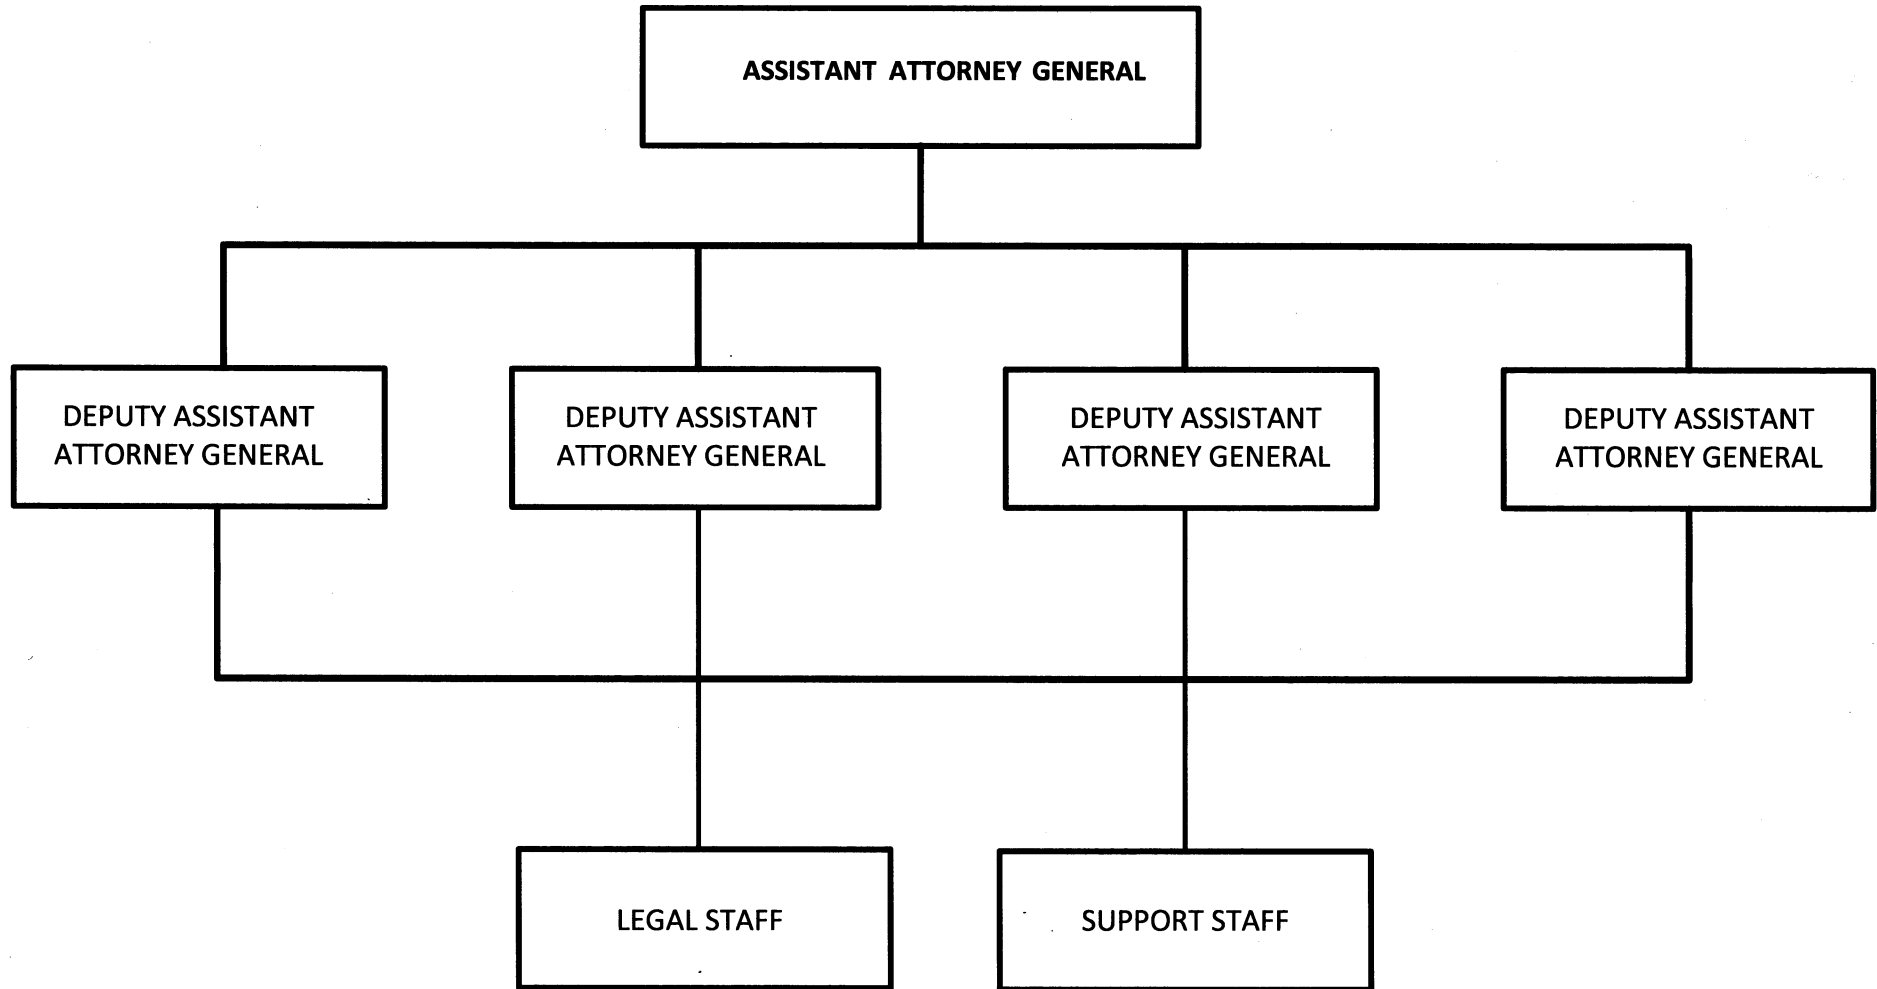 ASSISTANT ATTORNEY GENERAL
DEPUTY ASSISTANT
ATTORNEY GENERAL
DEPUTY ASSISTANT
ATTORNEY GENERAL
DEPUTY ASSISTANT
ATTORNEY GENERAL
DEPUTY ASSISTANT
ATTORNEY GENERAL
LEGAL STAFF
SUPPORT STAFF